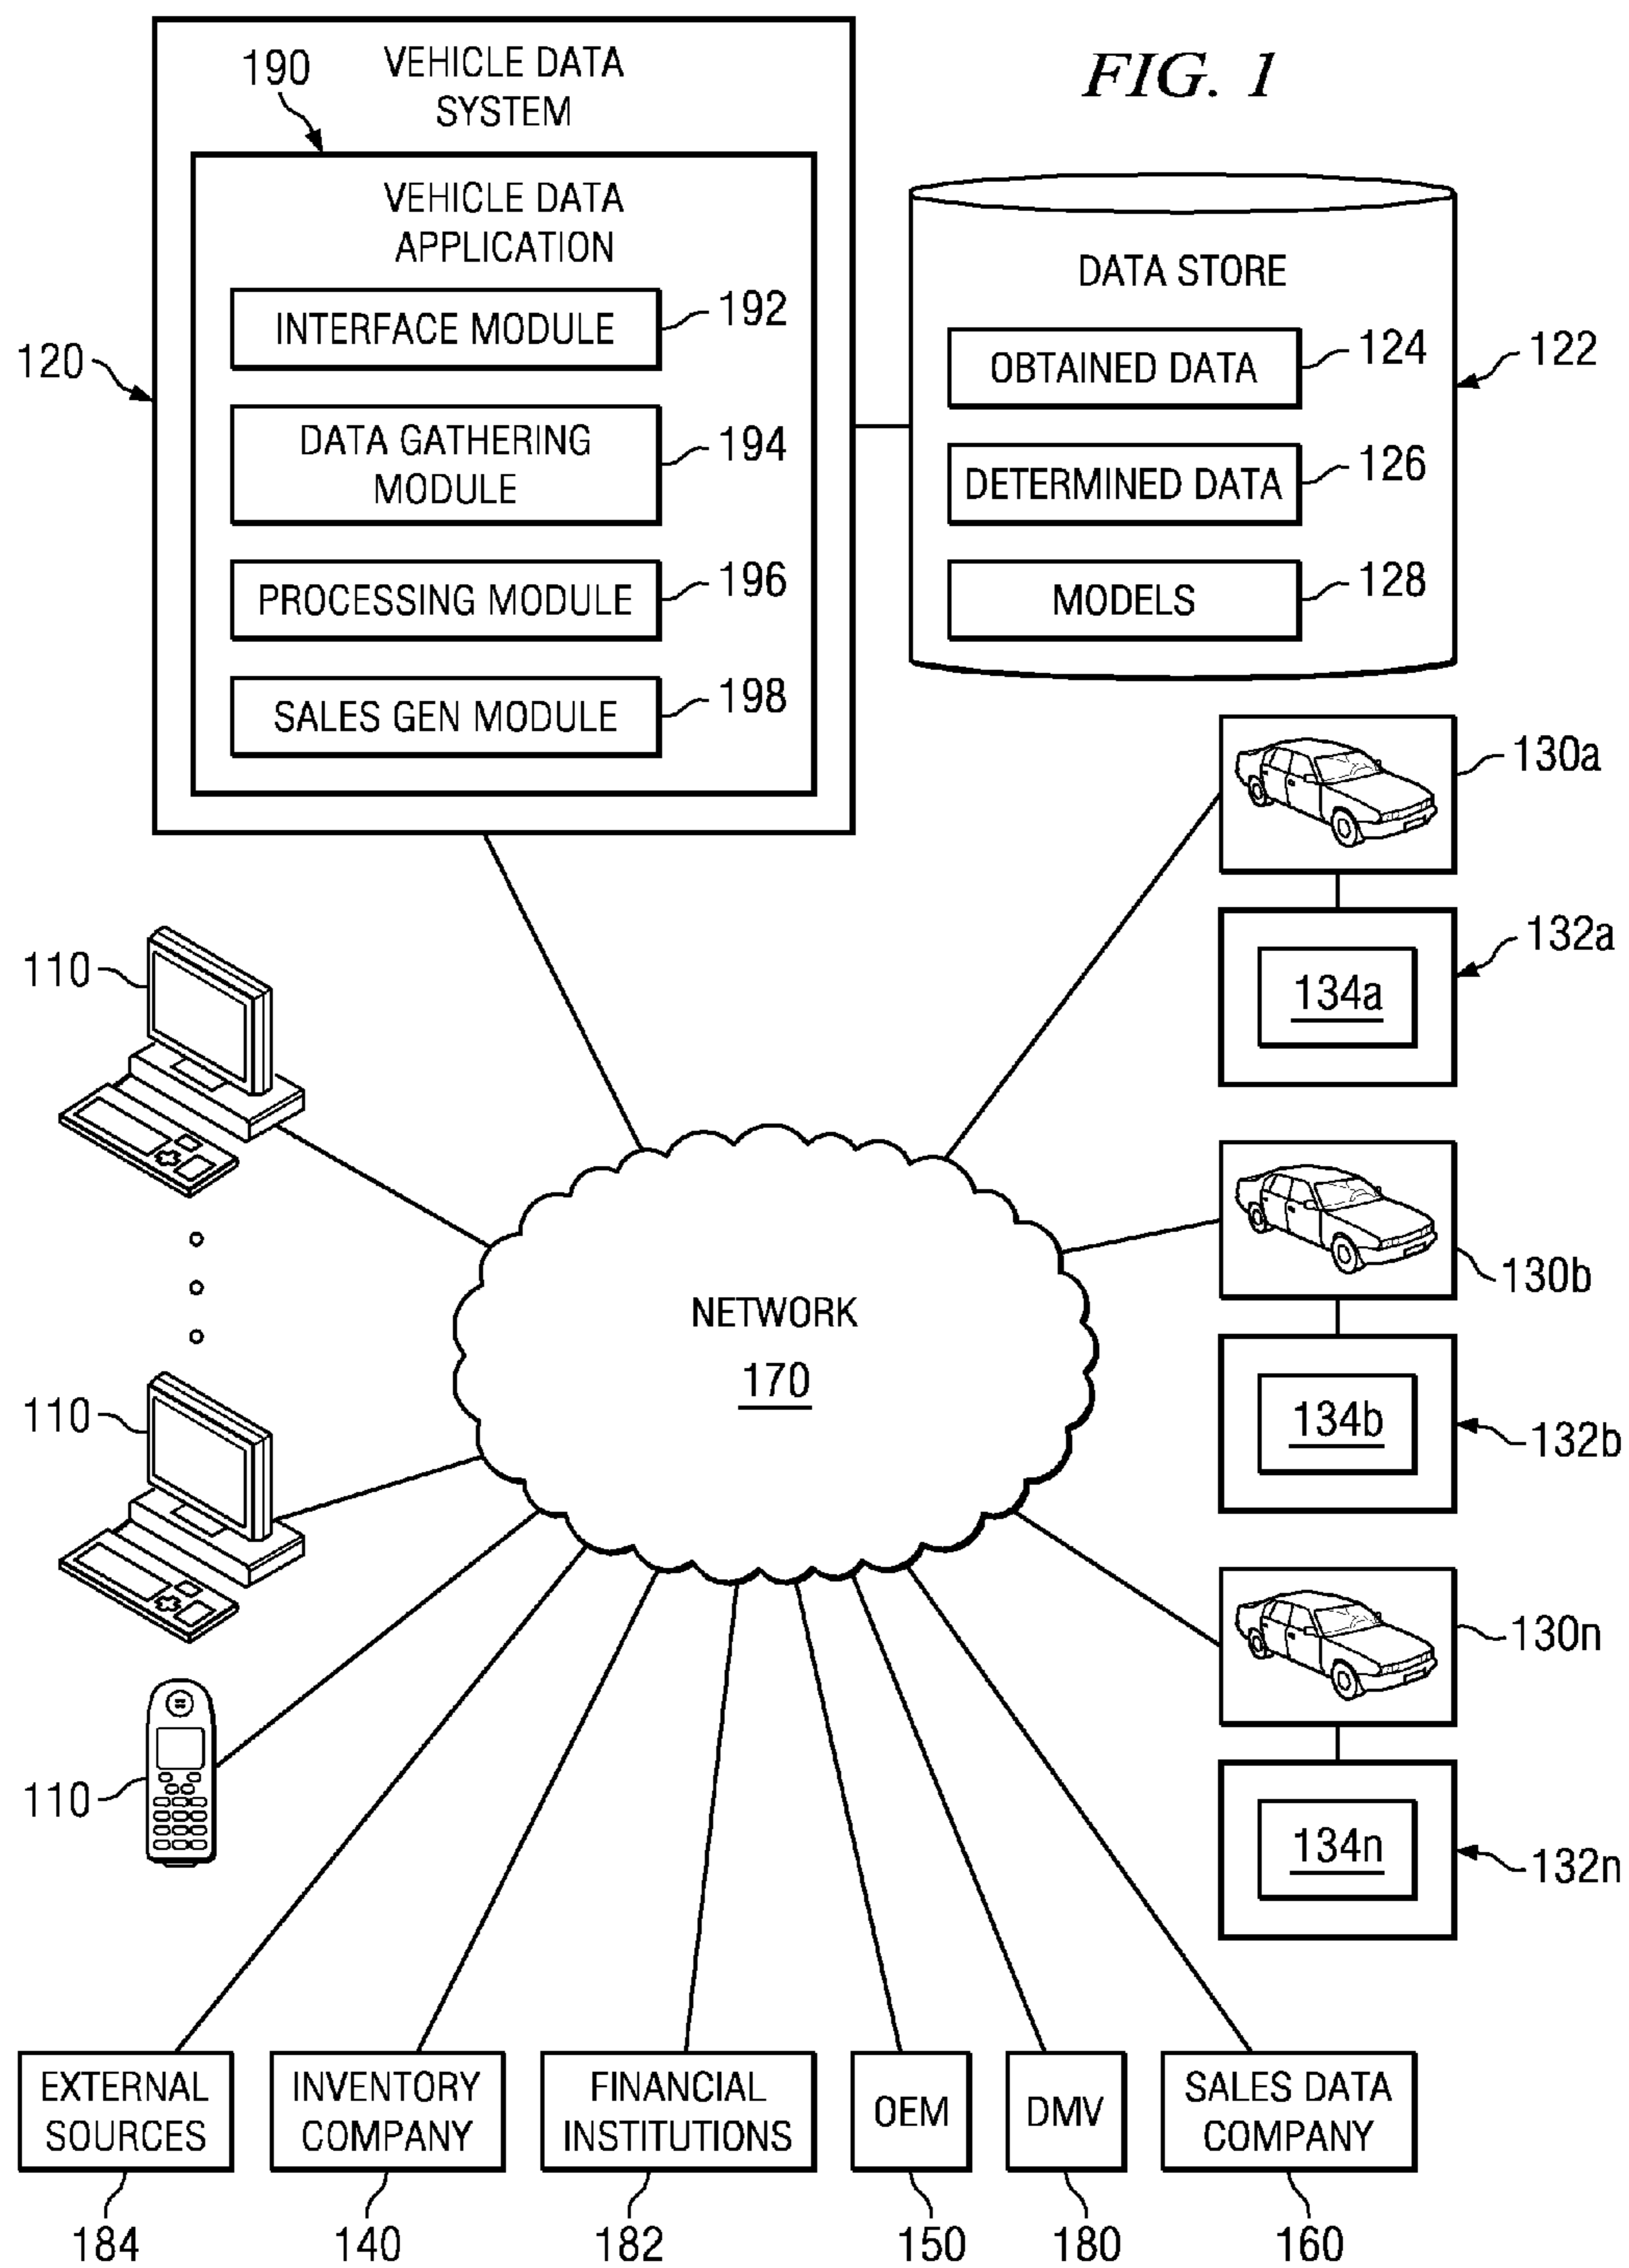 FIG. 1
190
VEHICLE DATA
SYSTEM
VEHICLE DATA
APPLICATION
INTERFACE MODULE
192
DATA GATHERING
MODULE
194
PROCESSING MODULE
196
SALES GEN MODULE
198
120
DATA STORE
OBTAINED DATA
124
DETERMINED DATA
126
MODELS
128
122
130a
132a
134a
110
130b
134b
132b
NETWORK
170
110
130n
134n
132n
110
EXTERNAL
SOURCES
INVENTORY
COMPANY
FINANCIAL
INSTITUTIONS
OEM
DMV
SALES DATA
COMPANY
184
140
182
150
180
160